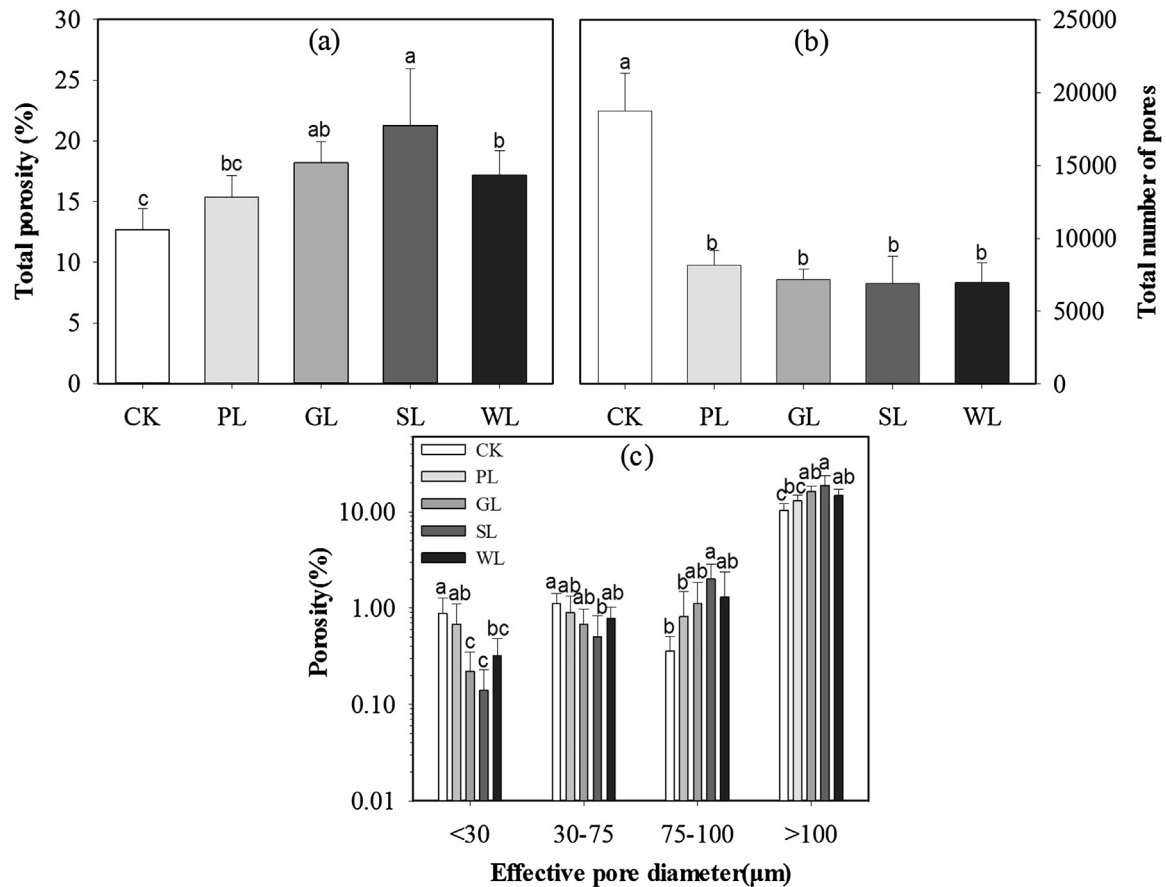 (a)
Total porosity (%)
30
25
20
15
10
5
0
c
bc
ab
a
b
CK PL GL SL WL
(b)
Total number of pores
25000
20000
15000
10000
5000
0
a
b
b
b
b
CK PL GL SL WL
(c)
CK
PL
GL
SL
WL
Porosity(%)
10.00
1.00
0.10
0.01
a ab c c bc
a ab ab b ab
b b ab a ab
c bc ab a ab
<30 30-75 75-100 >100
Effective pore diameter(μm)